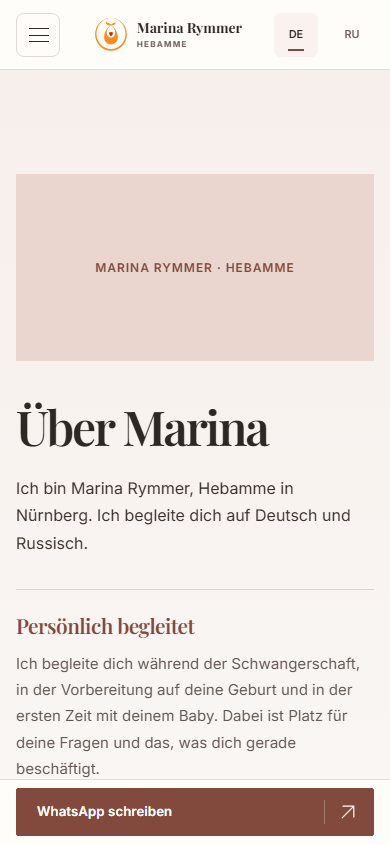 Marina Rymmer
HEBAMME
DE
RU
MARINA RYMMER · HEBAMME
Über Marina
Ich bin Marina Rymmer, Hebamme in
Nürnberg. Ich begleite dich auf Deutsch und
Russisch.
Persönlich begleitet
Ich begleite dich während der Schwangerschaft,
in der Vorbereitung auf deine Geburt und in der
ersten Zeit mit deinem Baby. Dabei ist Platz für
deine Fragen und das, was dich gerade
beschäftigt.
WhatsApp schreiben